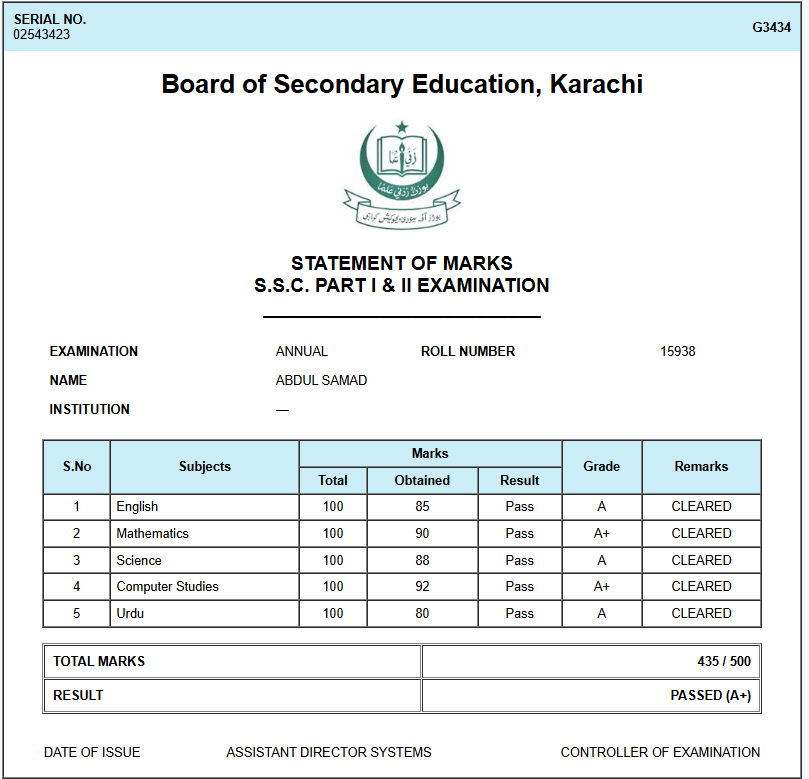 SERIAL NO.
02543423
G3434
Board of Secondary Education, Karachi
STATEMENT OF MARKS
S.S.C. PART I & II EXAMINATION
EXAMINATION ANNUAL ROLL NUMBER 15938
NAME ABDUL SAMAD
INSTITUTION —
S.No Subjects Marks Grade Remarks
Total Obtained Result
1 English 100 85 Pass A CLEARED
2 Mathematics 100 90 Pass A+ CLEARED
3 Science 100 88 Pass A CLEARED
4 Computer Studies 100 92 Pass A+ CLEARED
5 Urdu 100 80 Pass A CLEARED
TOTAL MARKS 435 / 500
RESULT PASSED (A+)
DATE OF ISSUE ASSISTANT DIRECTOR SYSTEMS CONTROLLER OF EXAMINATION